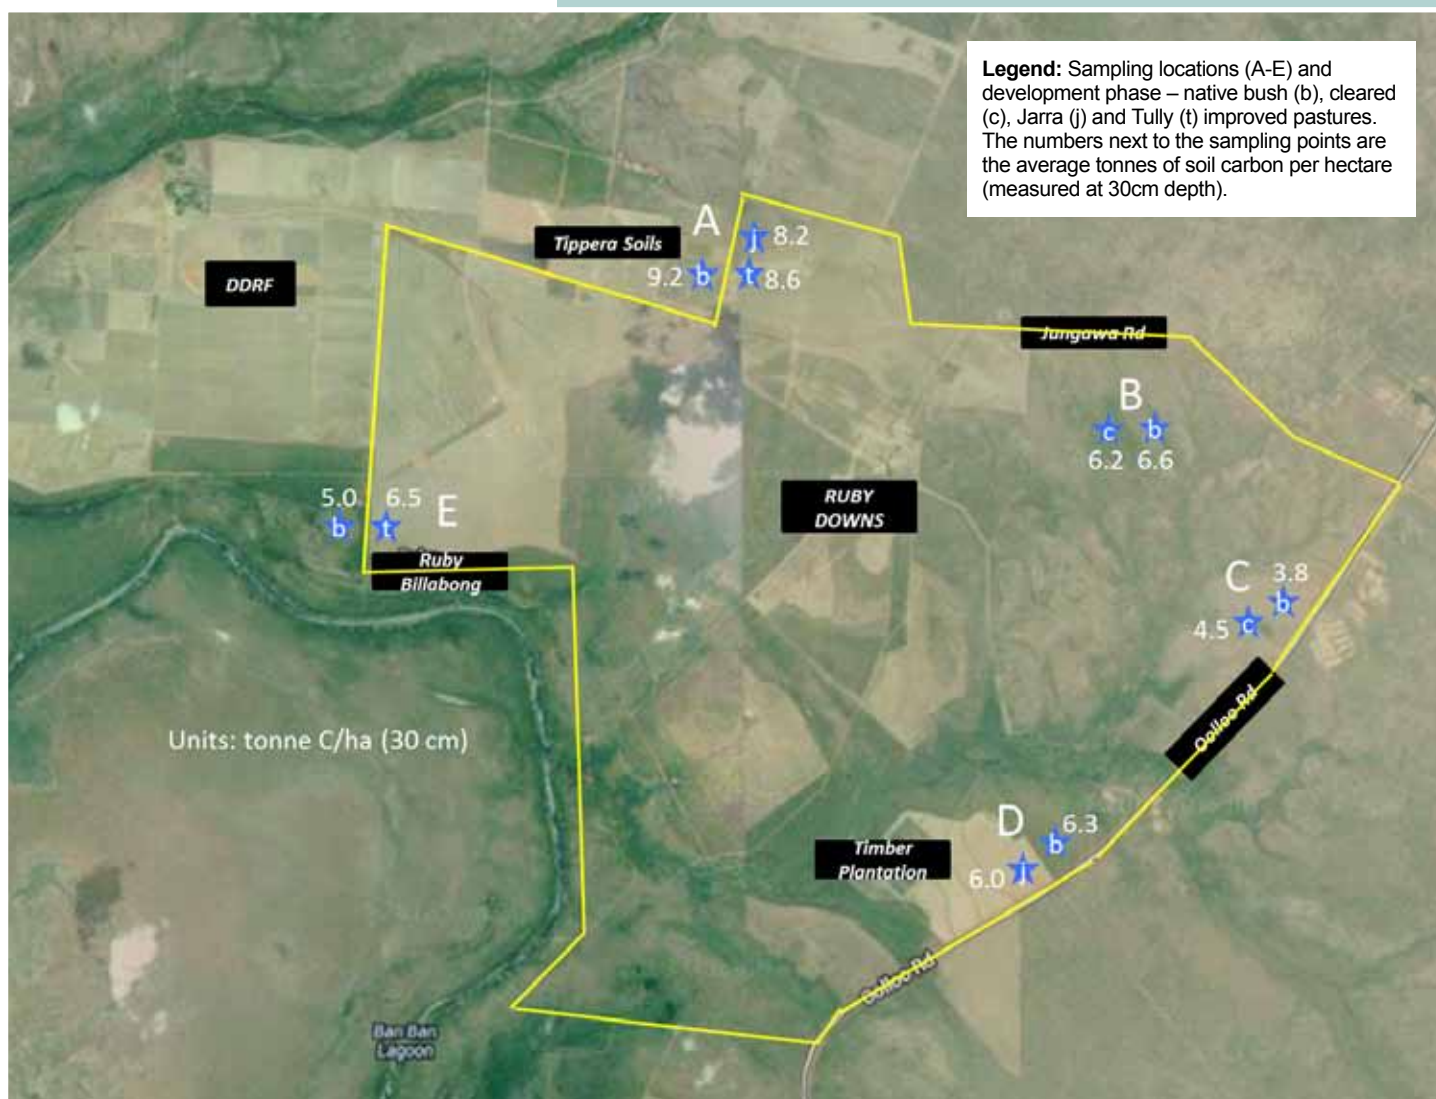 Legend: Sampling locations (A-E) and
development phase – native bush (b), cleared
(c), Jarra (j) and Tully (t) improved pastures.
The numbers next to the sampling points are
the average tonnes of soil carbon per hectare
(measured at 30cm depth).
A
j 8.2
Tippera Soils
9.2 b
t 8.6
DDRF
Jungawa Rd
B
c b
6.2 6.6
RUBY
DOWNS
5.0 6.5
b t
E
Ruby
Billabong
C
3.8
b
4.5 c
Oolloo Rd
Units: tonne C/ha (30 cm)
D
6.3
b
Timber
Plantation
6.0 j
Oolloo Rd
Ban Ban
Lagoon